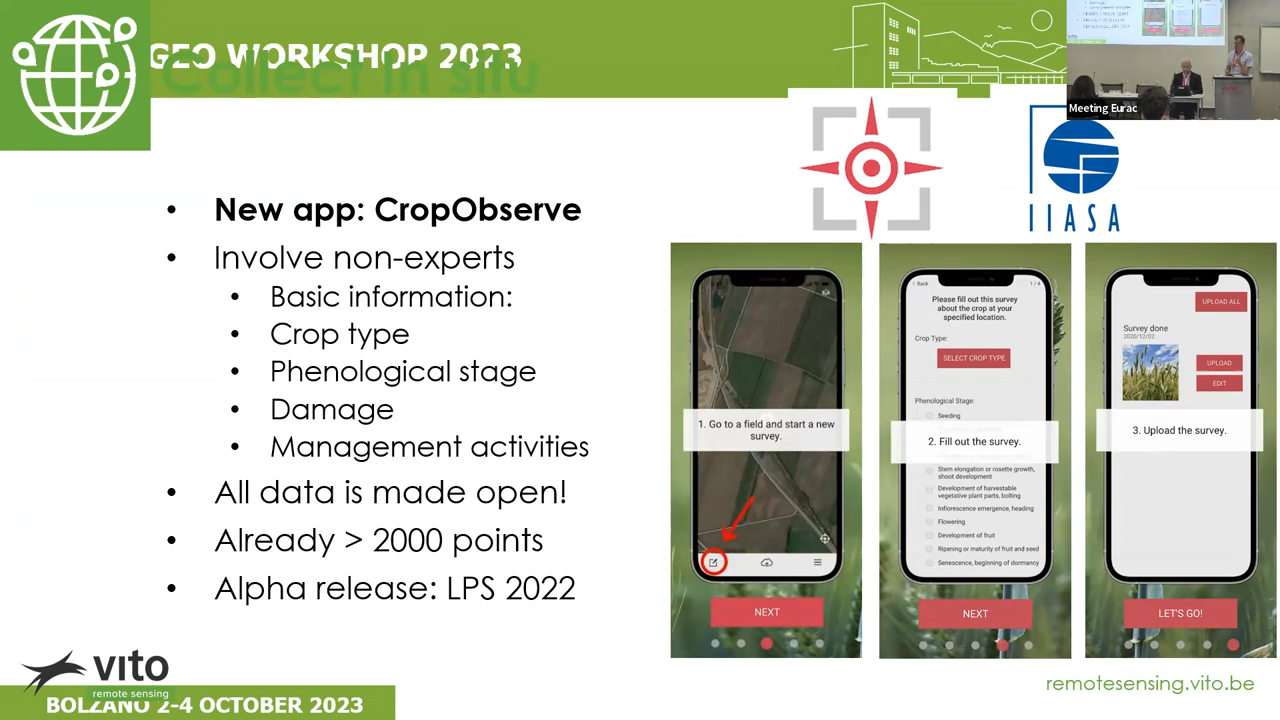 GEO WORKSHOP 2023
Collect in situ
Meeting Eurac
IIASA
• New app: CropObserve
• Involve non-experts
• Basic information:
• Crop type
• Phenological stage
• Damage
• Management activities
• All data is made open!
• Already > 2000 points
• Alpha release: LPS 2022
1. Go to a field and start a new
survey.
NEXT
Back
1 / 4
Please fill out this survey
about the crop at your
specified location.
Crop Type:
SELECT CROP TYPE
Phenological Stage:
Seeding
2. Fill out the survey.
Stem elongation or rosette growth,
shoot development
Development of harvestable
vegetative plant parts, bolting
Inflorescence emergence, heading
Flowering
Development of fruit
Ripening or maturity of fruit and seed
Senescence, beginning of dormancy
NEXT
UPLOAD ALL
Survey done
2020/12/02
UPLOAD
EDIT
3. Upload the survey.
LET'S GO!
vito
remote sensing
BOLZANO 2-4 OCTOBER 2023
remotesensing.vito.be